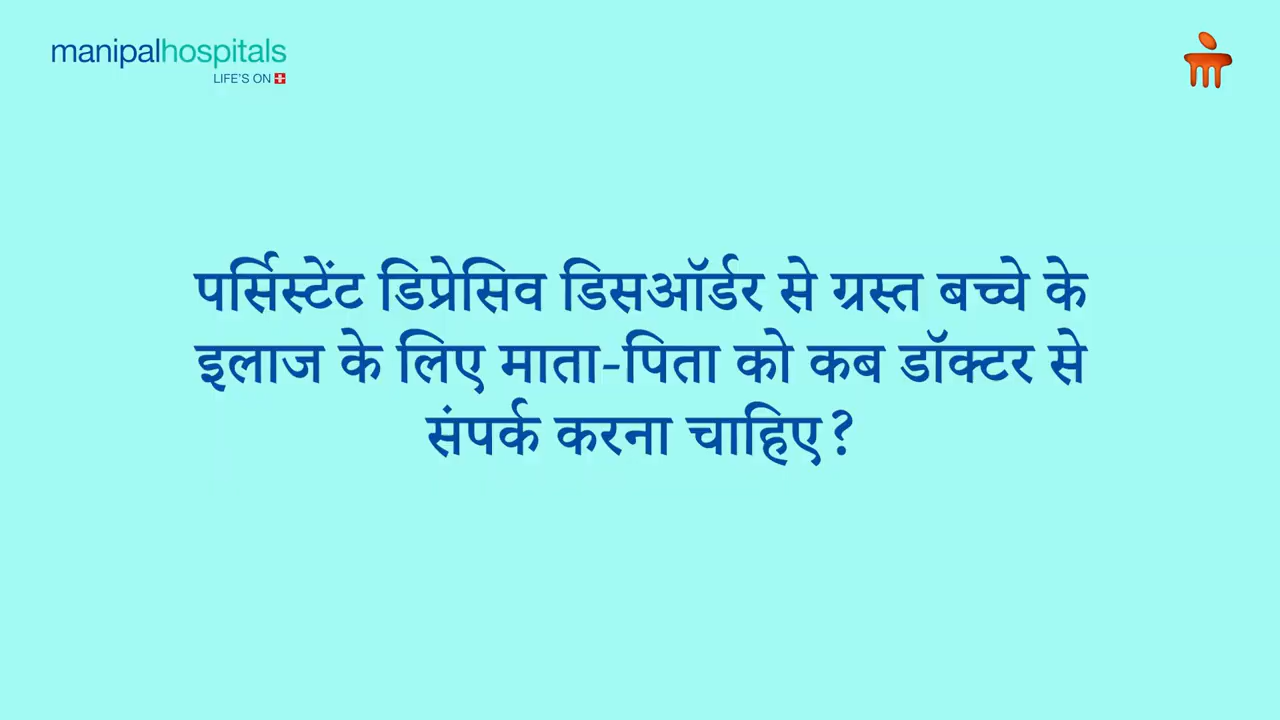 manipalhospitals
LIFE'S ON
पर्सिस्टेंट डिप्रेसिव डिसऑर्डर से ग्रस्त बच्चे के
इलाज के लिए माता-पिता को कब डॉक्टर से
संपर्क करना चाहिए?